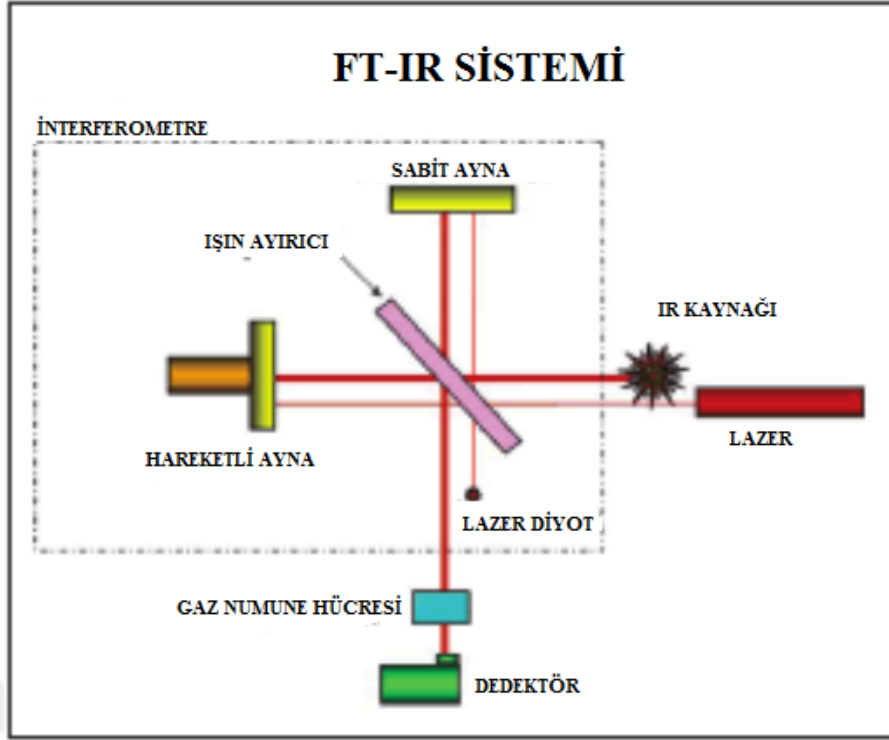 FT-IR SİSTEMİ
İNTERFEROMETRE
SABİT AYNA
IŞIN AYIRICI
IR KAYNAĞI
HAREKETLİ AYNA
LAZER
LAZER DİYOT
GAZ NUMUNE HÜCRESİ
DEDEKTÖR